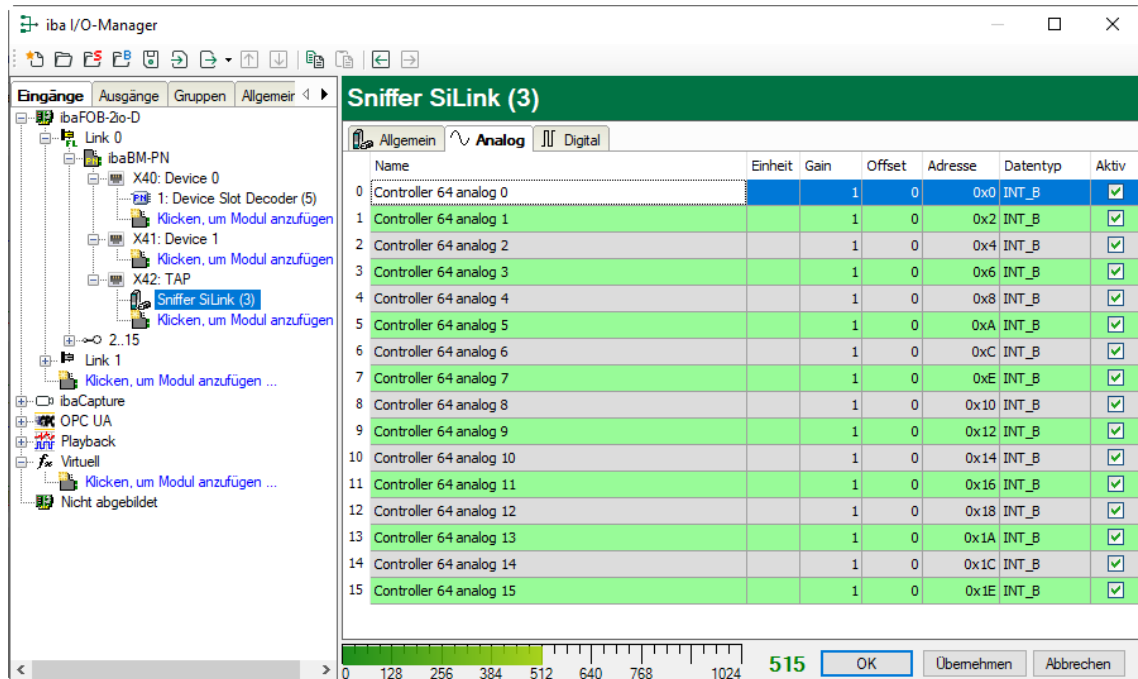 iba I/O-Manager
Eingänge Ausgänge Gruppen Allgemeir
ibaFOB-2io-D
Link 0
ibaBM-PN
X40: Device 0
1: Device Slot Decoder (5)
Klicken, um Modul anzufügen
X41: Device 1
Klicken, um Modul anzufügen
X42: TAP
Sniffer SiLink (3)
Klicken, um Modul anzufügen
2..15
Link 1
Klicken, um Modul anzufügen ...
ibaCapture
OPC UA
Playback
Virtuell
Klicken, um Modul anzufügen ...
Nicht abgebildet
Sniffer SiLink (3)
Allgemein Analog Digital
Name Einheit Gain Offset Adresse Datentyp Aktiv
0 Controller 64 analog 0 1 0 0x0 INT_B
1 Controller 64 analog 1 1 0 0x2 INT_B
2 Controller 64 analog 2 1 0 0x4 INT_B
3 Controller 64 analog 3 1 0 0x6 INT_B
4 Controller 64 analog 4 1 0 0x8 INT_B
5 Controller 64 analog 5 1 0 0xA INT_B
6 Controller 64 analog 6 1 0 0xC INT_B
7 Controller 64 analog 7 1 0 0xE INT_B
8 Controller 64 analog 8 1 0 0x10 INT_B
9 Controller 64 analog 9 1 0 0x12 INT_B
10 Controller 64 analog 10 1 0 0x14 INT_B
11 Controller 64 analog 11 1 0 0x16 INT_B
12 Controller 64 analog 12 1 0 0x18 INT_B
13 Controller 64 analog 13 1 0 0x1A INT_B
14 Controller 64 analog 14 1 0 0x1C INT_B
15 Controller 64 analog 15 1 0 0x1E INT_B
0 128 256 384 512 640 768 1024
515 OK Übernehmen Abbrechen